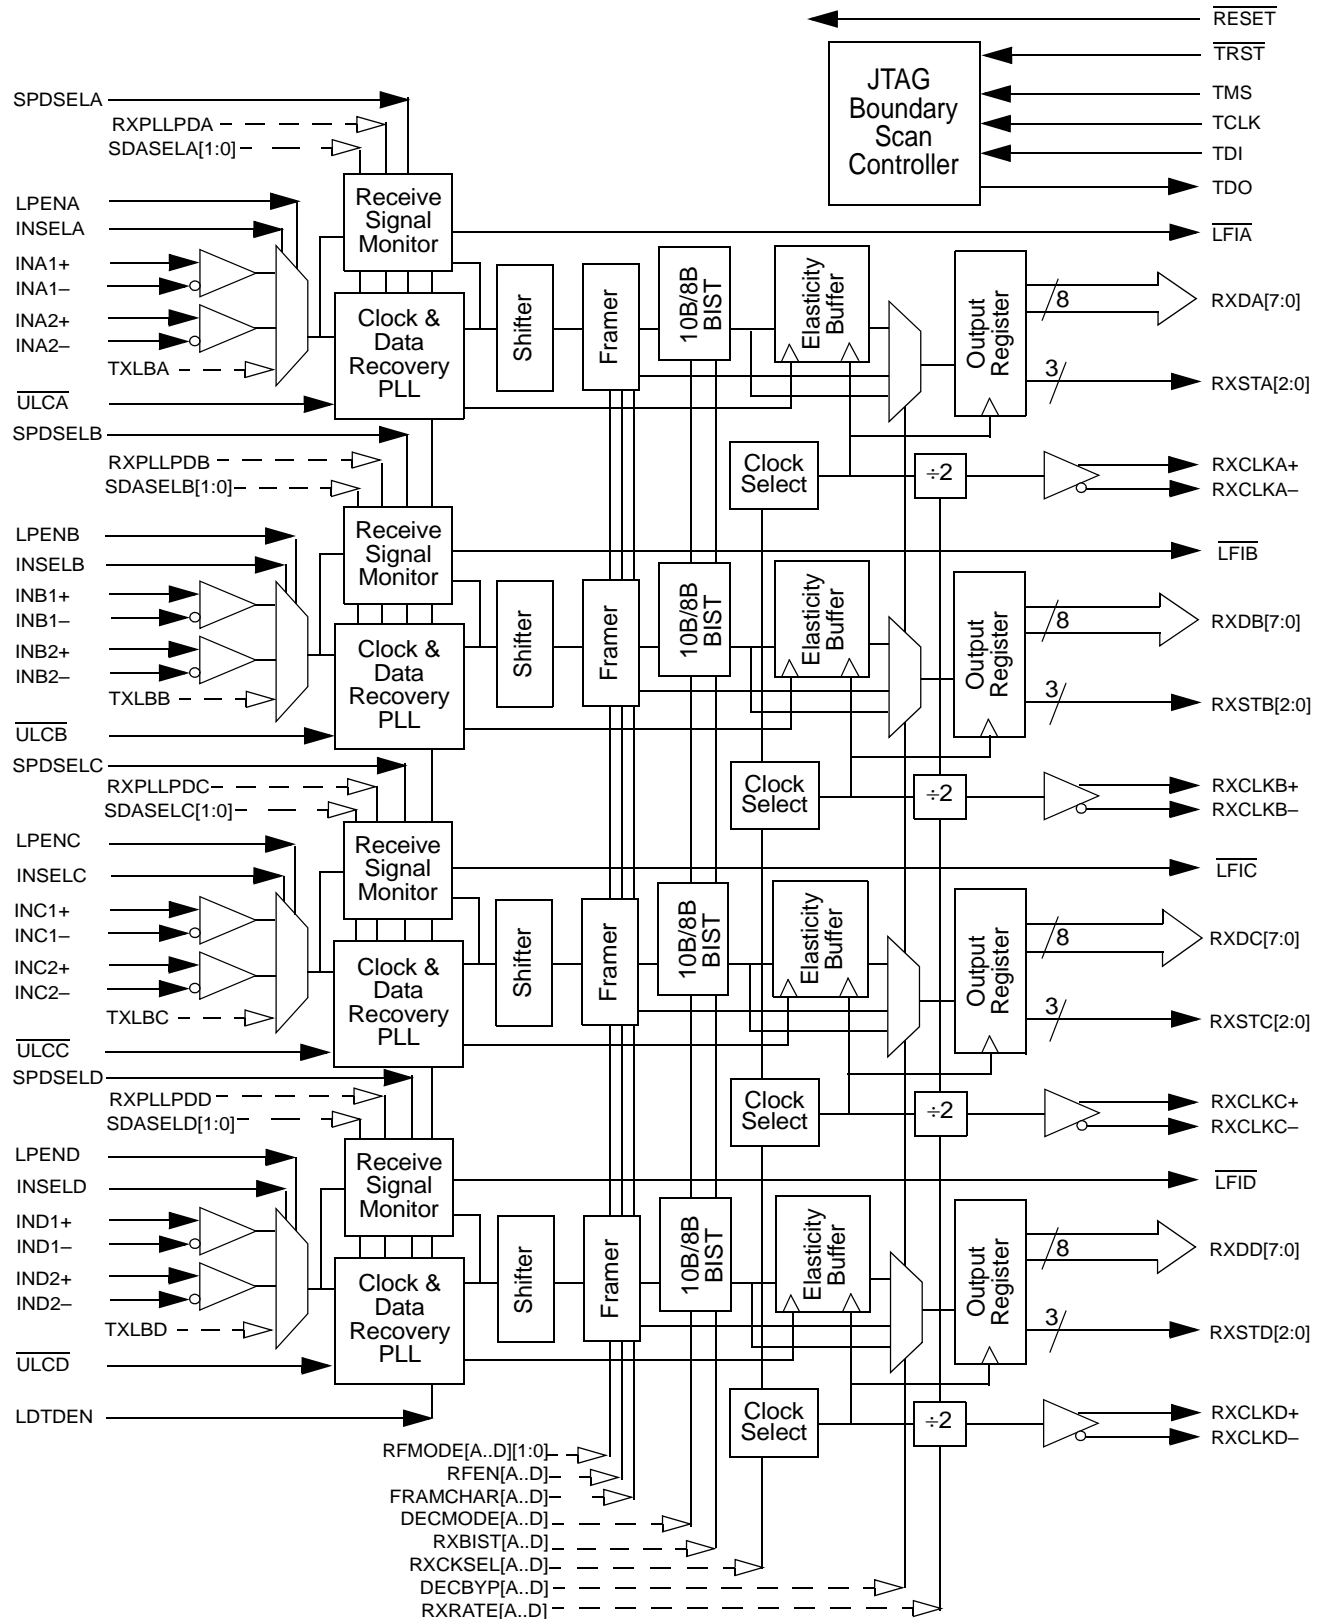 RESET
TRST
TMS
TCLK
TDI
TDO
JTAG
Boundary
Scan
Controller
SPDSELA
RXPLLPDA
SDASELA[1:0]
LPENA
INSELA
INA1+
INA1–
INA2+
INA2–
TXLBA
ULCA
Receive
Signal
Monitor
Clock &
Data
Recovery
PLL
Shifter
Framer
10B/8B
BIST
Elasticity
Buffer
Output
Register
Clock
Select
÷2
8
3
LFIA
RXDA[7:0]
RXSTA[2:0]
RXCLKA+
RXCLKA–
SPDSELB
RXPLLPDB
SDASELB[1:0]
LPENB
INSELB
INB1+
INB1–
INB2+
INB2–
TXLBB
ULCB
Receive
Signal
Monitor
Clock &
Data
Recovery
PLL
Shifter
Framer
10B/8B
BIST
Elasticity
Buffer
Output
Register
Clock
Select
÷2
8
3
LFIB
RXDB[7:0]
RXSTB[2:0]
RXCLKB+
RXCLKB–
SPDSELC
RXPLLPDC
SDASELC[1:0]
LPENC
INSELC
INC1+
INC1–
INC2+
INC2–
TXLBC
ULCC
Receive
Signal
Monitor
Clock &
Data
Recovery
PLL
Shifter
Framer
10B/8B
BIST
Elasticity
Buffer
Output
Register
Clock
Select
÷2
8
3
LFIC
RXDC[7:0]
RXSTC[2:0]
RXCLKC+
RXCLKC–
SPDSELD
RXPLLPDD
SDASELD[1:0]
LPEND
INSELD
IND1+
IND1–
IND2+
IND2–
TXLBD
ULCD
LDTDEN
Receive
Signal
Monitor
Clock &
Data
Recovery
PLL
Shifter
Framer
10B/8B
BIST
Elasticity
Buffer
Output
Register
Clock
Select
÷2
8
3
LFID
RXDD[7:0]
RXSTD[2:0]
RXCLKD+
RXCLKD–
RFMODE[A..D][1:0]
RFEN[A..D]
FRAMCHAR[A..D]
DECMODE[A..D]
RXBIST[A..D]
RXCKSEL[A..D]
DECBYP[A..D]
RXRATE[A..D]